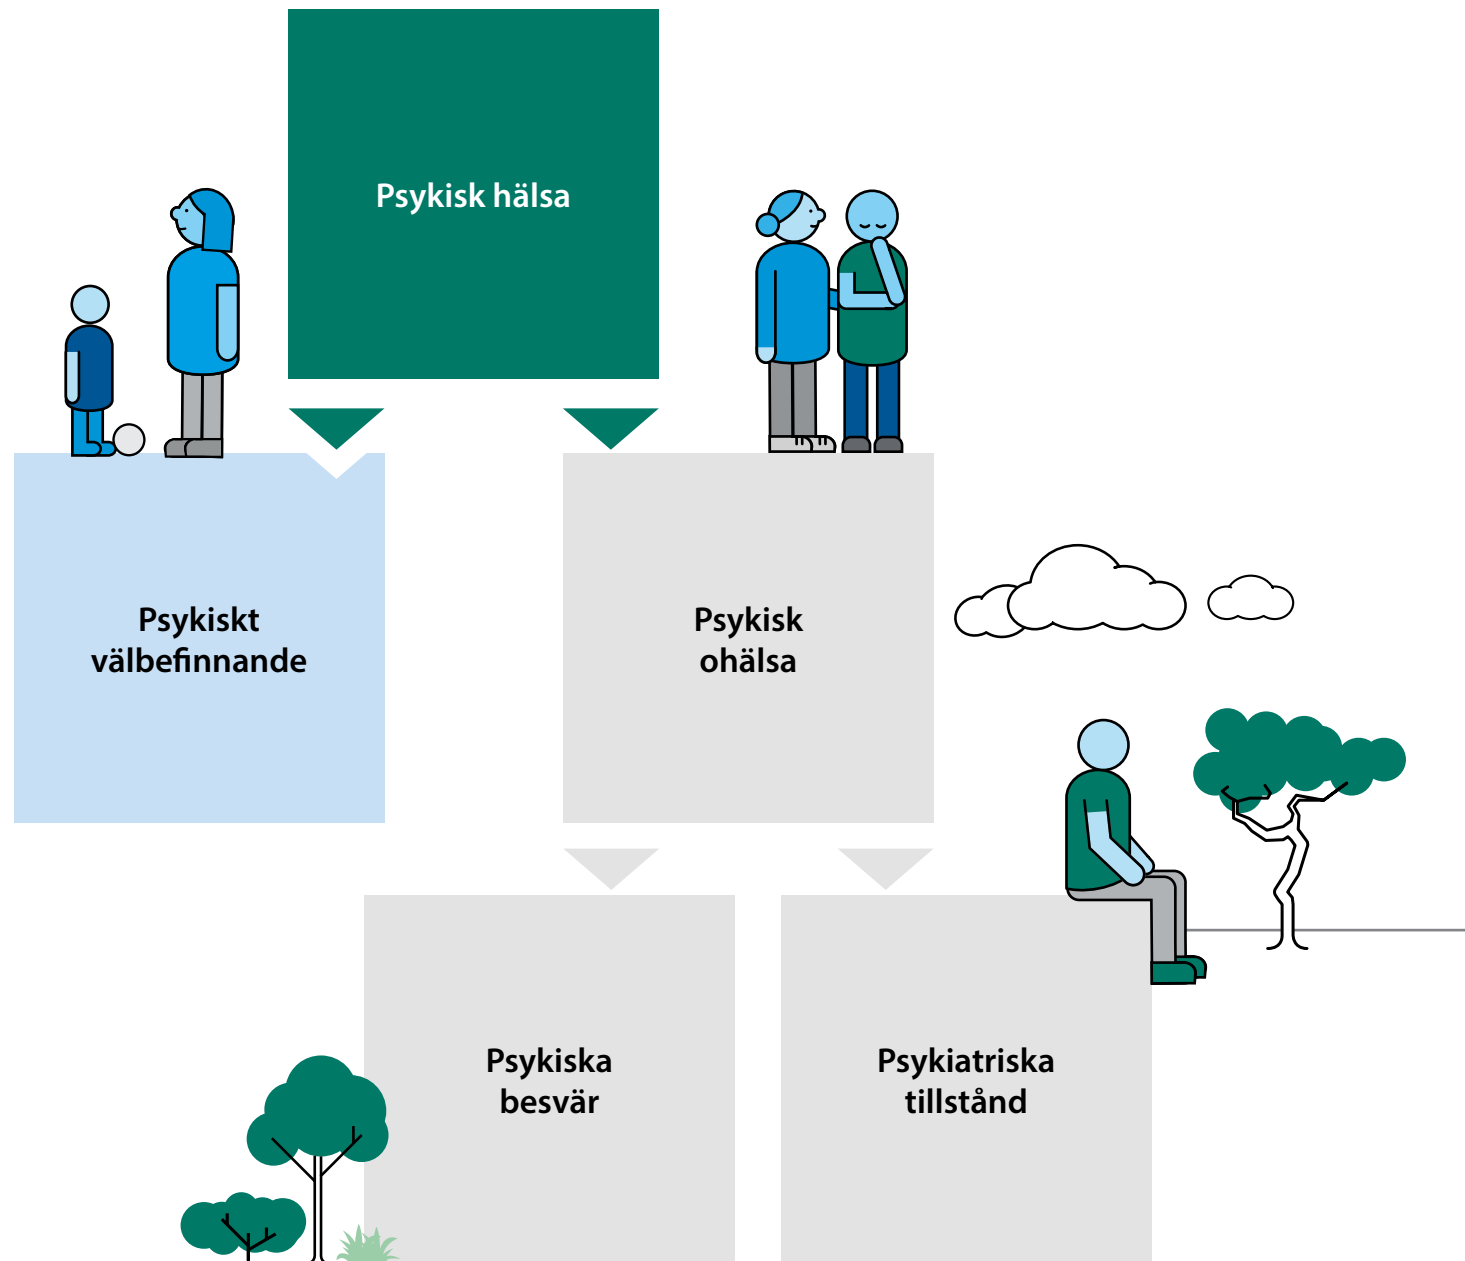 Psykisk hälsa
Psykiskt
välbefinnande
Psykisk
ohälsa
Psykiska
besvär
Psykiatriska
tillstånd